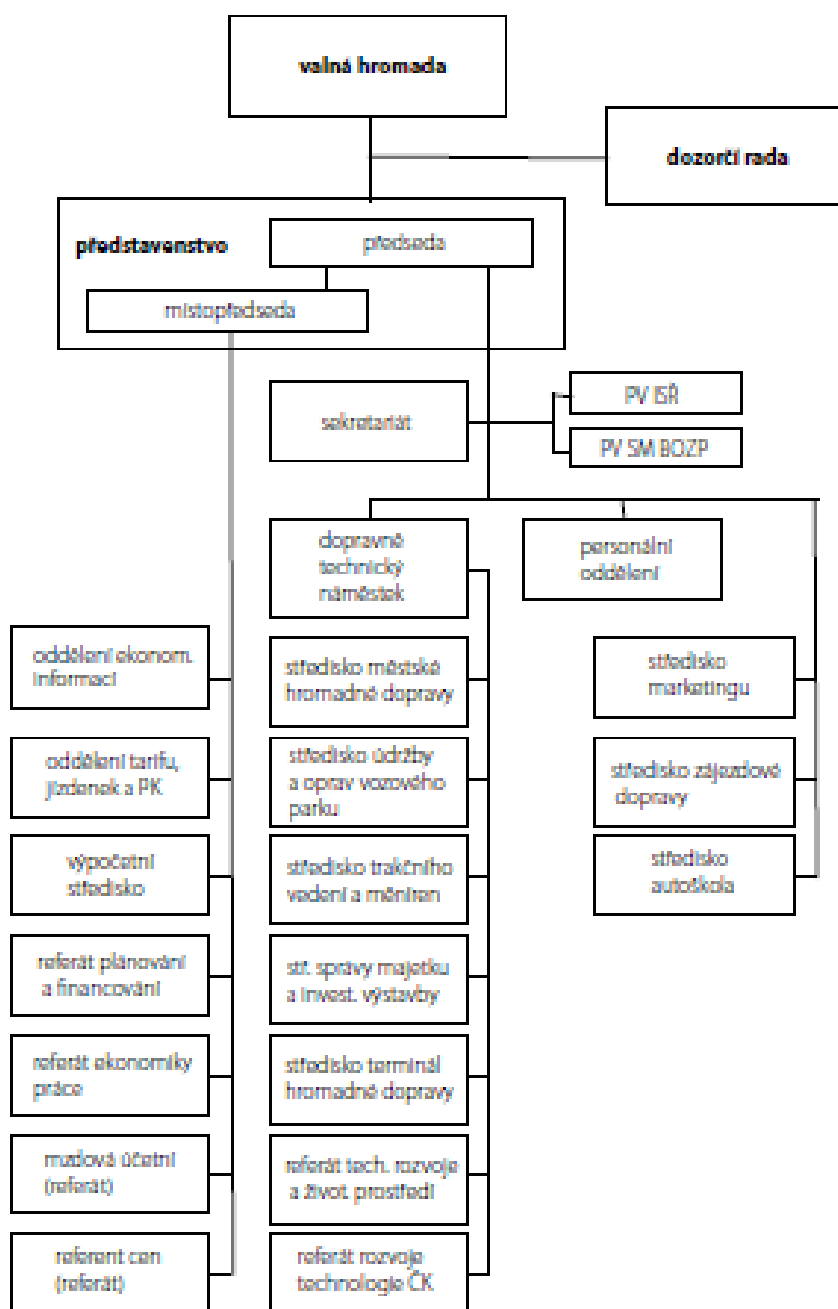 valná hromada
dozorčí rada
představenstvo
předseda
místopředseda
sekretariát
PV ISŘ
PV SM BOZP
dopravně
technický
náměstek
personální
oddělení
oddělení ekonom.
informací
středisko městské
hromadné dopravy
středisko
marketingu
oddělení tarifu,
jízdenek a PK
středisko údržby
a oprav vozového
parku
středisko zájezdové
dopravy
výpočetní
středisko
středisko trakčního
vedení a měníren
středisko
autoškola
referát plánování
a financování
stř. správy majetku
a invest. výstavby
referát ekonomiky
práce
středisko terminál
hromadné dopravy
mzdová účetní
(referát)
referát tech. rozvoje
a život. prostředí
referent cen
(referát)
referát rozvoje
technologie ČK